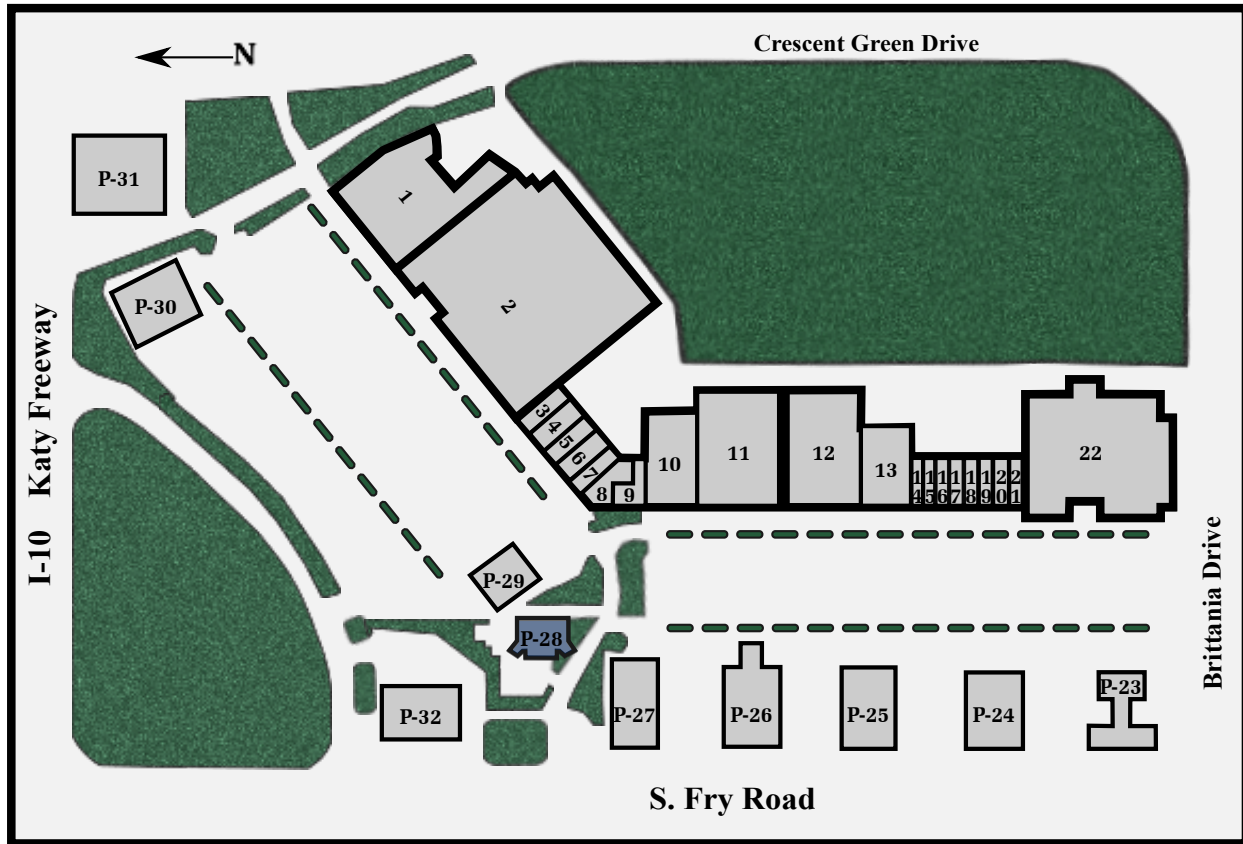 Crescent Green Drive
N
P-31
1
P-30
2
I-10 Katy Freeway
3
4
5
6
7
8
9
10
11
12
13
14
15
16
17
18
19
20
21
22
P-29
P-28
Brittania Drive
P-32
P-27
P-26
P-25
P-24
P-23
S. Fry Road